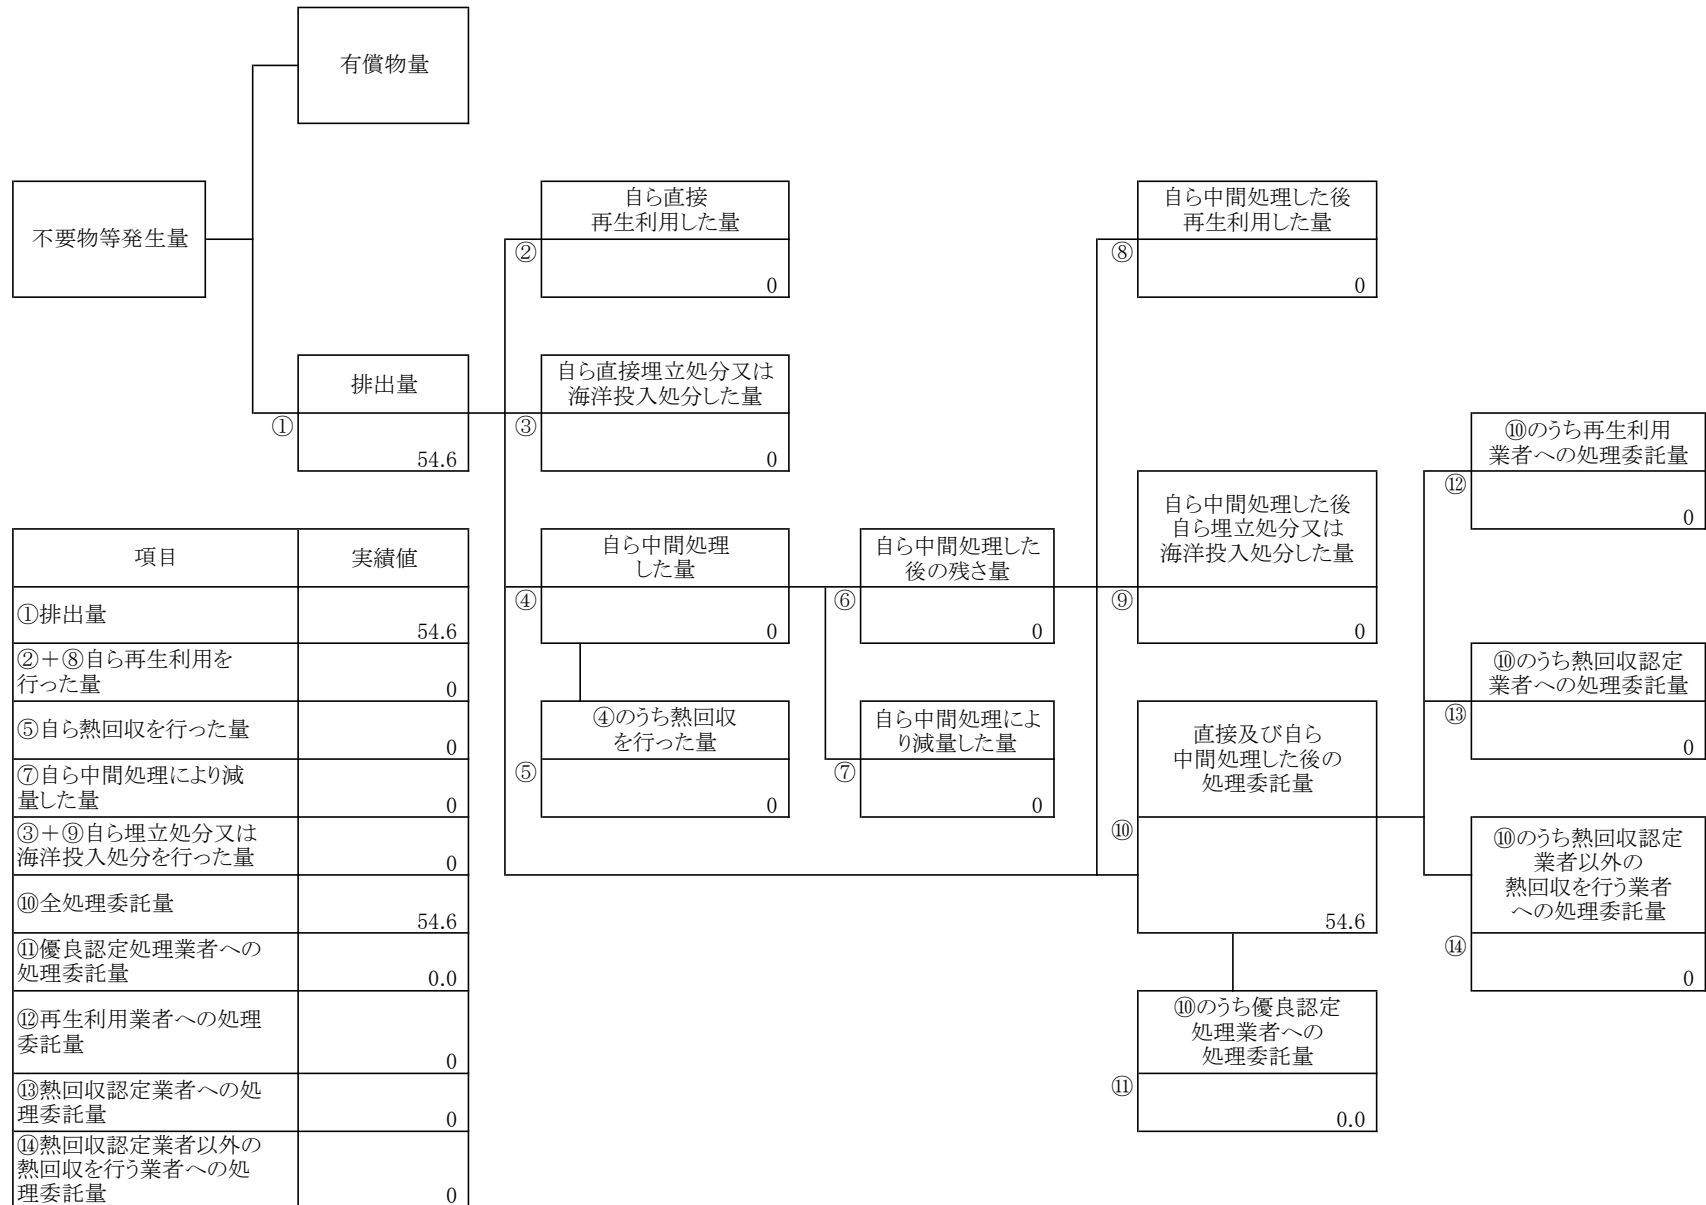 有償物量
不要物等発生量
自ら直接
再生利用した量
②
0
自ら中間処理した後
再生利用した量
⑧
0
排出量
①
54.6
自ら直接埋立処分又は
海洋投入処分した量
③
0
⑩のうち再生利用
業者への処理委託量
⑫
0
自ら中間処理
した量
④
0
自ら中間処理した
後の残さ量
⑥
0
自ら中間処理した後
自ら埋立処分又は
海洋投入処分した量
⑨
0
④のうち熱回収
を行った量
⑤
0
自ら中間処理によ
り減量した量
⑦
0
直接及び自ら
中間処理した後の
処理委託量
⑩
54.6
⑩のうち熱回収認定
業者への処理委託量
⑬
0
⑩のうち熱回収認定
業者以外の
熱回収を行う業者
への処理委託量
⑭
0
⑩のうち優良認定
処理業者への
処理委託量
⑪
0.0
項目 実績値
①排出量
54.6
②＋⑧自ら再生利用を
行った量
0
⑤自ら熱回収を行った量
0
⑦自ら中間処理により減
量した量
0
③＋⑨自ら埋立処分又は
海洋投入処分を行った量
0
⑩全処理委託量
54.6
⑪優良認定処理業者への
処理委託量
0.0
⑫再生利用業者への処理
委託量
0
⑬熱回収認定業者への処
理委託量
0
⑭熱回収認定業者以外の
熱回収を行う業者への処
理委託量
0